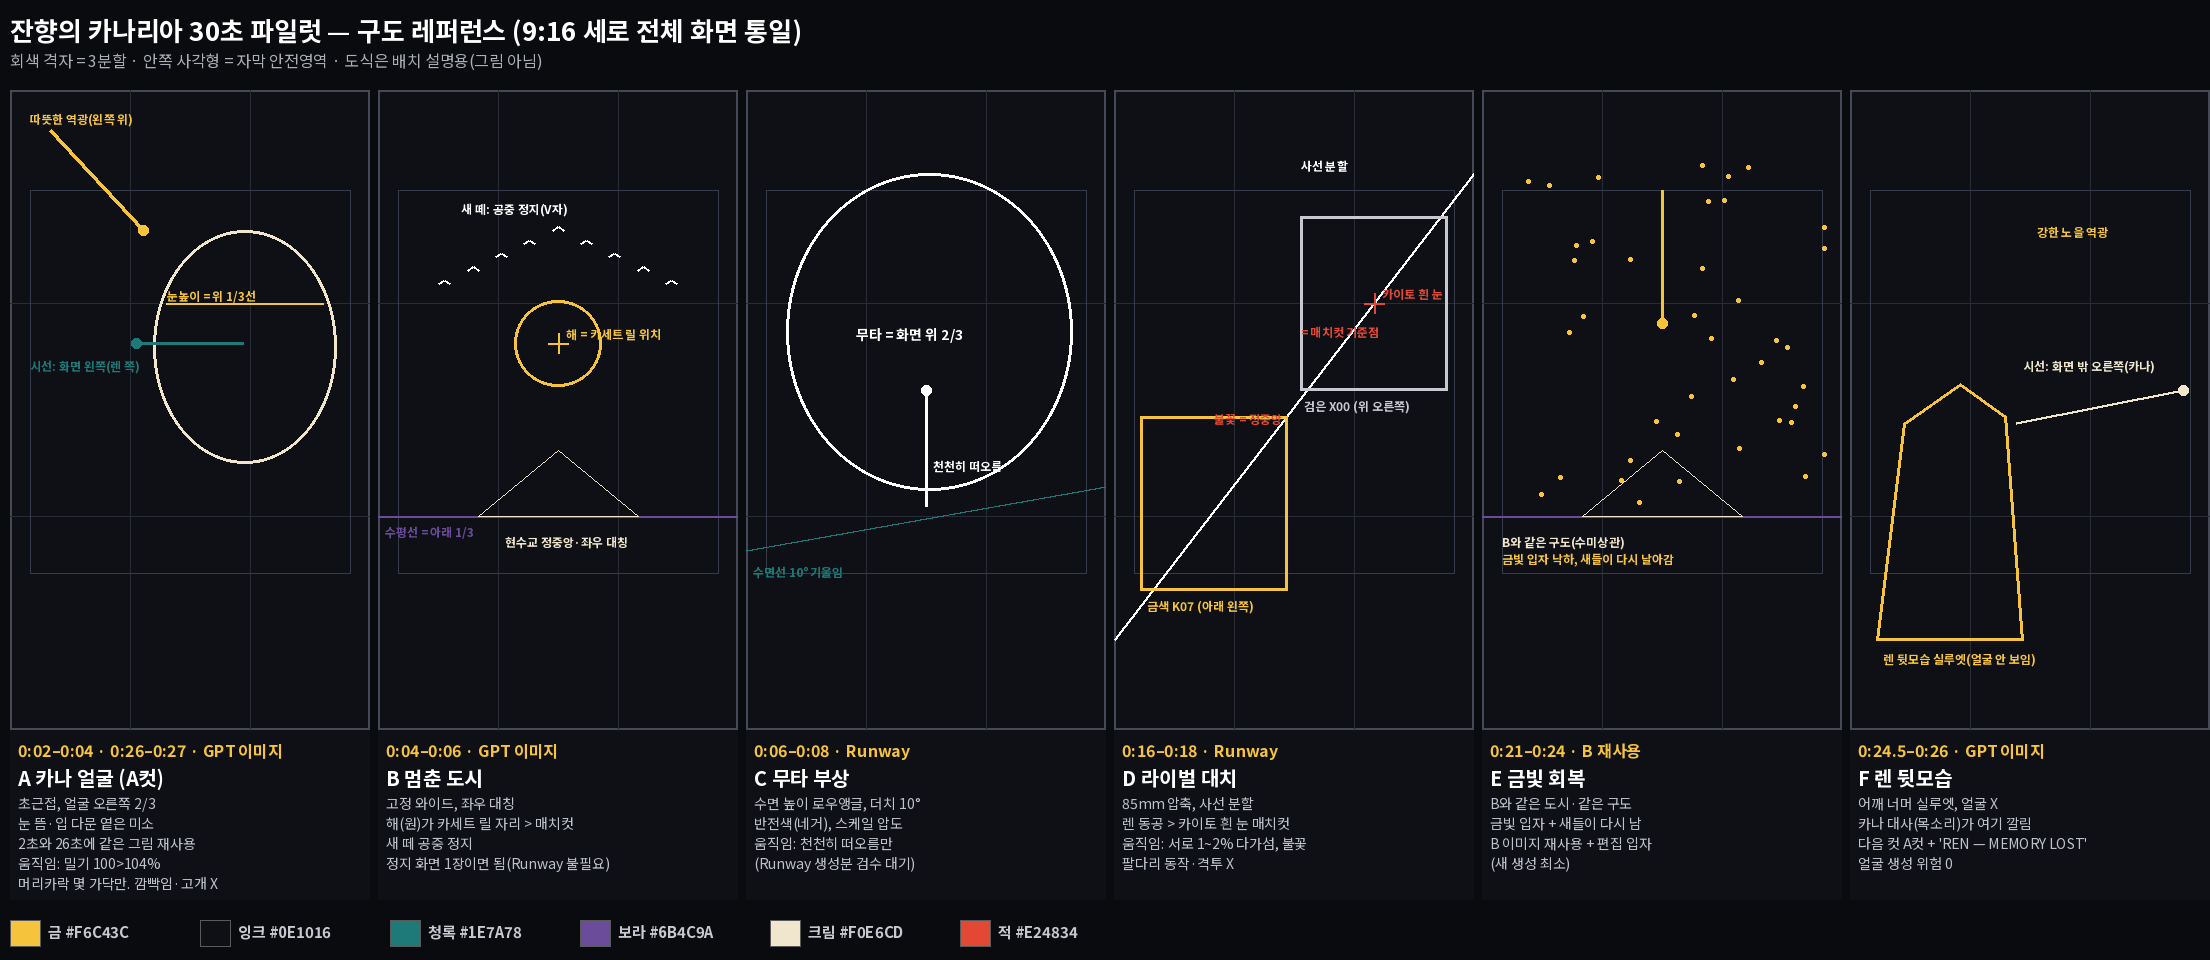 잔향의 카나리아 30초 파일럿 — 구도 레퍼런스 (9:16 세로 전체 화면 통일)
회색 격자 = 3분할 · 안쪽 사각형 = 자막 안전영역 · 도식은 배치 설명용(그림 아님)
따뜻한 역광(왼쪽 위)
눈높이 = 위 1/3선
시선: 화면 왼쪽(렌 쪽)
0:02–0:04 · 0:26–0:27 · GPT 이미지
A 카나 얼굴 (A컷)
초근접, 얼굴 오른쪽 2/3
눈 뜸 · 입 다문 옅은 미소
2초와 26초에 같은 그림 재사용
움직임: 밀기 100>104%
머리카락 몇 가닥만. 깜빡임 · 고개 X
새 떼: 공중 정지(V자)
해 = 카세트 릴 위치
수평선 = 아래 1/3
현수교 정중앙 · 좌우 대칭
0:04–0:06 · GPT 이미지
B 멈춘 도시
고정 와이드, 좌우 대칭
해(원)가 카세트 릴 자리 > 매치컷
새 떼 공중 정지
정지 화면 1장이면 됨(Runway 불필요)
무타 = 화면 위 2/3
천천히 떠오름
수면선 10° 기울임
0:06–0:08 · Runway
C 무타 부상
수면 높이 로우앵글, 더치 10°
반전색(네거), 스케일 압도
움직임: 천천히 떠오름만
(Runway 생성분 검수 대기)
사선 분할
카이토 흰 눈
= 매치컷 기준점
검은 X00 (위 오른쪽)
불꽃 = 정중앙
금색 K07 (아래 왼쪽)
0:16–0:18 · Runway
D 라이벌 대치
85mm 압축, 사선 분할
렌 동공 > 카이토 흰 눈 매치컷
움직임: 서로 1~2% 다가섬, 불꽃
팔다리 동작 · 격투 X
B와 같은 구도(수미상관)
금빛 입자 낙하, 새들이 다시 날아감
0:21–0:24 · B 재사용
E 금빛 회복
B와 같은 도시 · 같은 구도
금빛 입자 + 새들이 다시 남
B 이미지 재사용 + 편집 입자
(새 생성 최소)
강한 노을 역광
시선: 화면 밖 오른쪽(카나)
렌 뒷모습 실루엣(얼굴 안 보임)
0:24.5–0:26 · GPT 이미지
F 렌 뒷모습
어깨 너머 실루엣, 얼굴 X
카나 대사(목소리)가 여기 깔림
다음 컷 A컷 + 'REN — MEMORY LOST'
얼굴 생성 위험 0
금 #F6C43C
잉크 #0E1016
청록 #1E7A78
보라 #6B4C9A
크림 #F0E6CD
적 #E24834